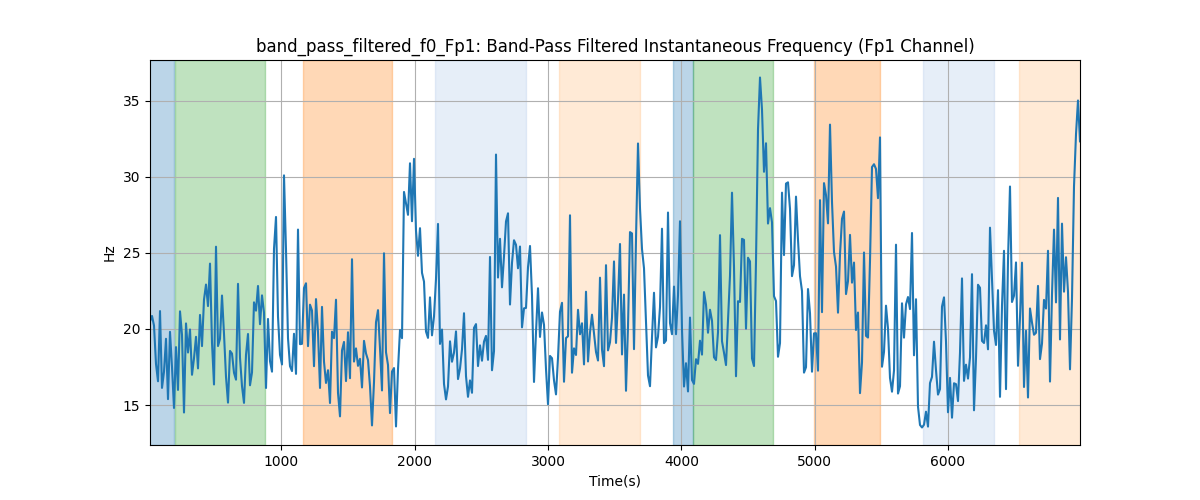 band_pass_filtered_f0_Fp1: Band-Pass Filtered Instantaneous Frequency (Fp1 Channel)
35
30
25
20
15
Hz
1000 2000 3000 4000 5000 6000
Time(s)